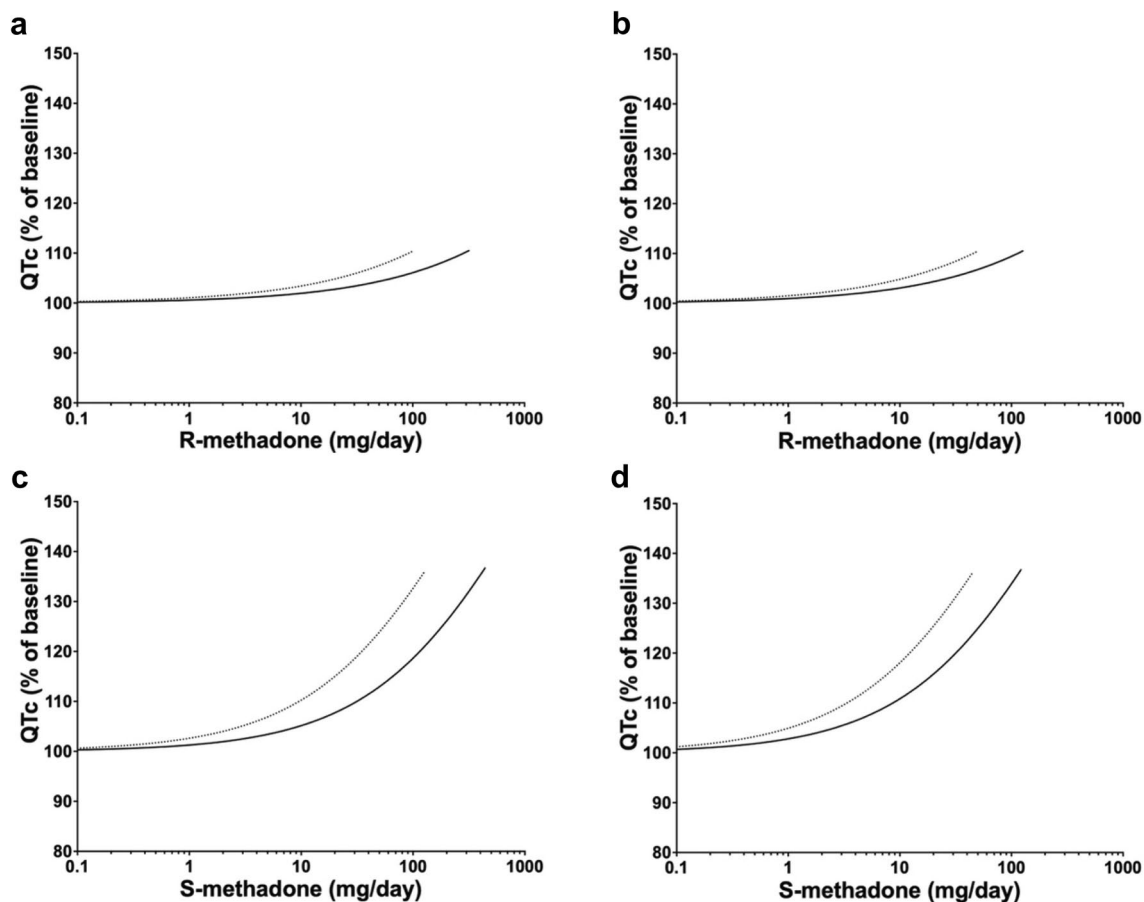 a
150
140
130
120
110
100
90
80
QTc (% of baseline)
0.1 1 10 100 1000
R-methadone (mg/day)
b
150
140
130
120
110
100
90
80
QTc (% of baseline)
0.1 1 10 100 1000
R-methadone (mg/day)
c
150
140
130
120
110
100
90
80
QTc (% of baseline)
0.1 1 10 100 1000
S-methadone (mg/day)
d
150
140
130
120
110
100
90
80
QTc (% of baseline)
0.1 1 10 100 1000
S-methadone (mg/day)